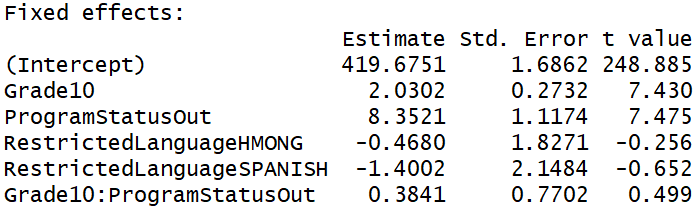 Fixed effects:
Estimate Std. Error t value
(Intercept) 419.6751 1.6862 248.885
Grade10 2.0302 0.2732 7.430
ProgramStatusOut 8.3521 1.1174 7.475
RestrictedLanguageHMONG -0.4680 1.8271 -0.256
RestrictedLanguageSPANISH -1.4002 2.1484 -0.652
Grade10:ProgramStatusOut 0.3841 0.7702 0.499